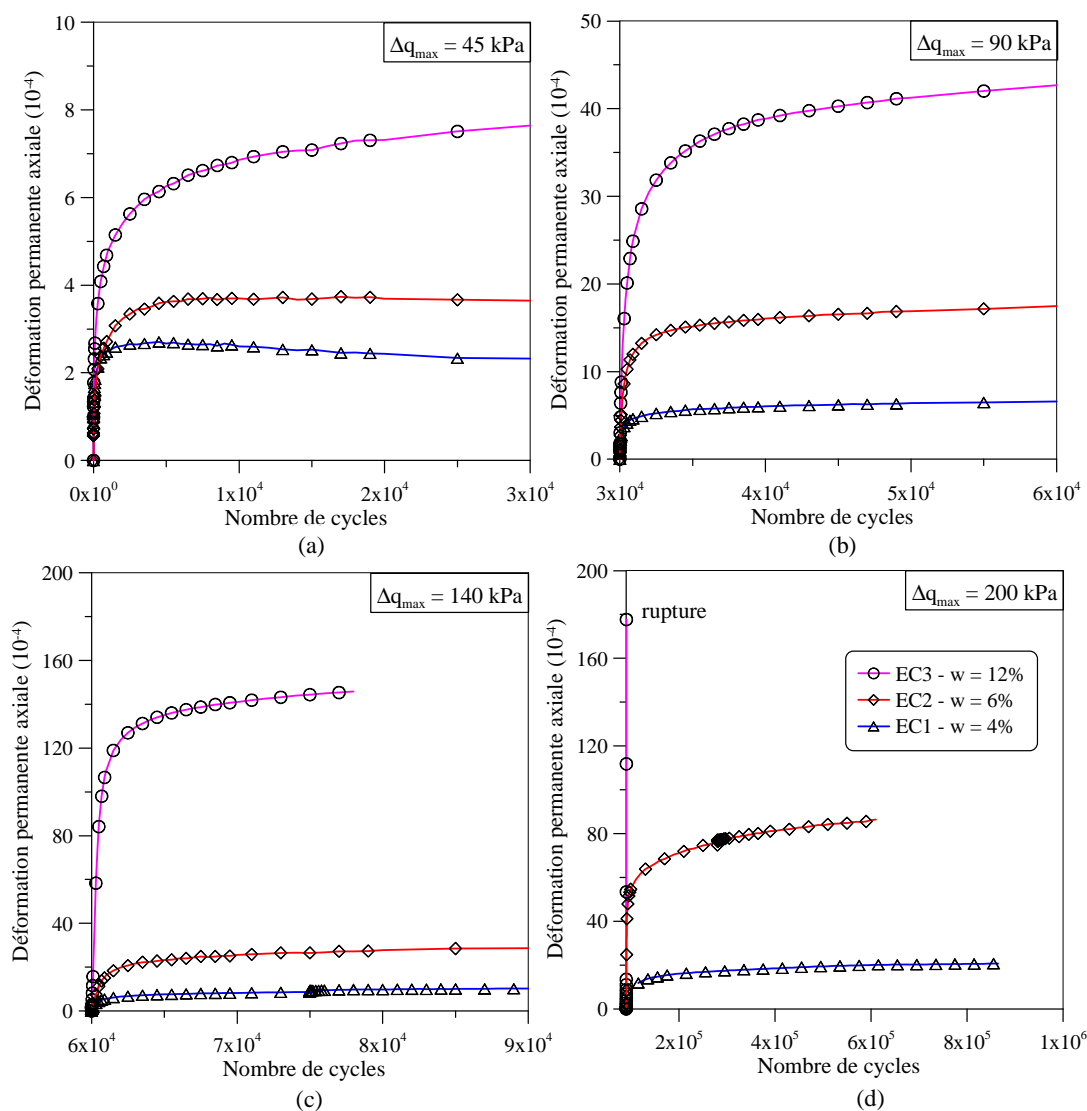 Δqmax = 45 kPa
Déformation permanente axiale (10-4)
10
8
6
4
2
0
0x10⁰
1x10⁴
2x10⁴
3x10⁴
Nombre de cycles
(a)
Δqmax = 90 kPa
Déformation permanente axiale (10-4)
50
40
30
20
10
0
3x10⁴
4x10⁴
5x10⁴
6x10⁴
Nombre de cycles
(b)
Δqmax = 140 kPa
Déformation permanente axiale (10-4)
200
160
120
80
40
0
6x10⁴
7x10⁴
8x10⁴
9x10⁴
Nombre de cycles
(c)
Δqmax = 200 kPa
rupture
EC3 - w = 12%
EC2 - w = 6%
EC1 - w = 4%
Déformation permanente axiale (10-4)
200
160
120
80
40
0
2x10⁵
4x10⁵
6x10⁵
8x10⁵
1x10⁶
Nombre de cycles
(d)